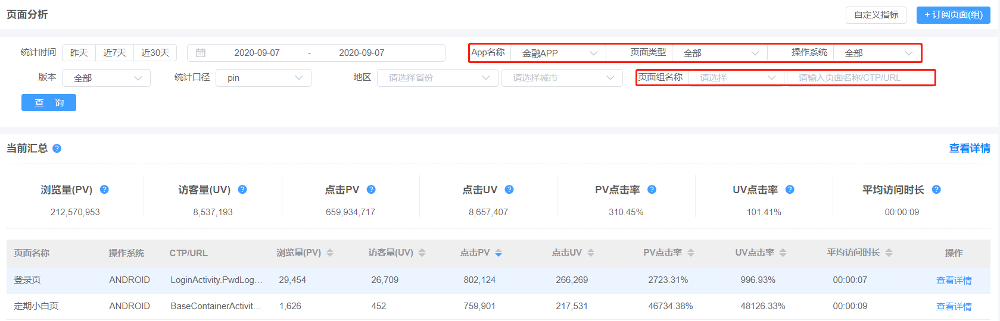 页面分析
自定义指标
+ 订阅页面(组)
统计时间 昨天 近7天 近30天 2020-09-07 - 2020-09-07 App名称 金融APP 页面类型 全部 操作系统 全部
版本 全部 统计口径 pin 地区 请选择省份 请选择城市 页面组名称 请选择 请输入页面名称/CTP/URL
查 询
当前汇总 ?
查看详情
浏览量(PV) ? 访客量(UV) ? 点击PV ? 点击UV ? PV点击率 ? UV点击率 ? 平均访问时长 ?
212,570,953 8,537,193 659,934,717 8,657,407 310.45% 101.41% 00:00:09
页面名称 操作系统 CTP/URL 浏览量(PV) 访客量(UV) 点击PV 点击UV PV点击率 UV点击率 平均访问时长 操作
登录页 ANDROID LoginActivity.PwdLog... 29,454 26,709 802,124 266,269 2723.31% 996.93% 00:00:07 查看详情
定期小白页 ANDROID BaseContainerActivit... 1,626 452 759,901 217,531 46734.38% 48126.33% 00:00:09 查看详情